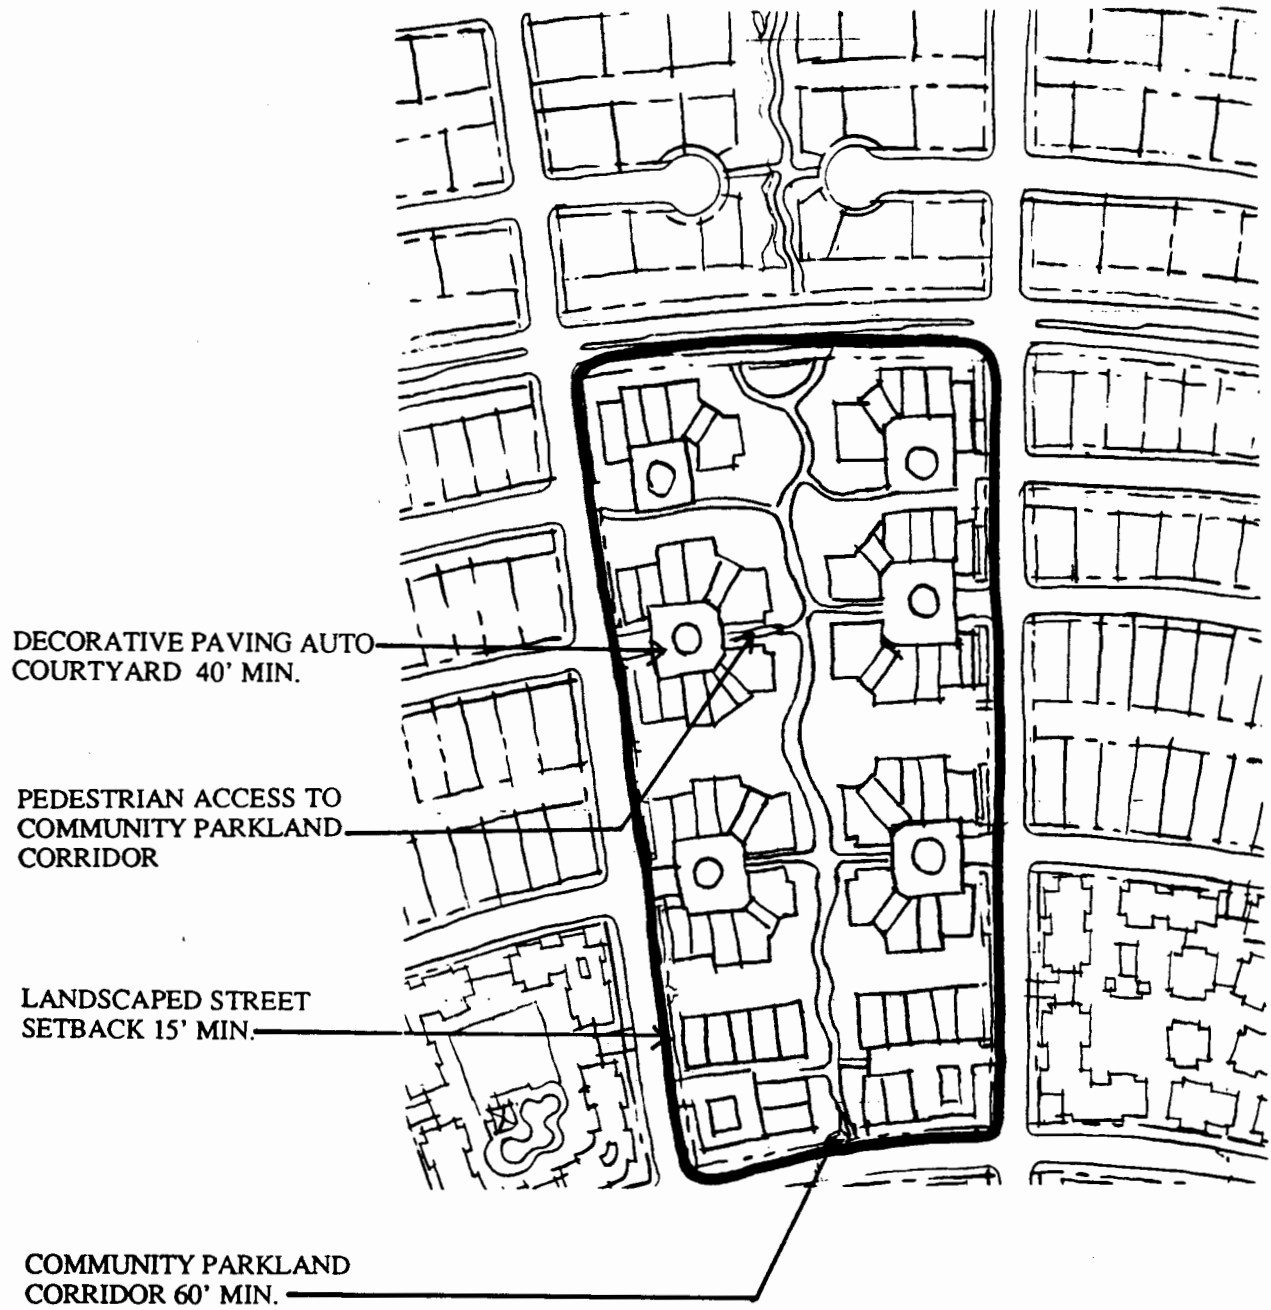 DECORATIVE PAVING AUTO
COURTYARD 40' MIN.
PEDESTRIAN ACCESS TO
COMMUNITY PARKLAND
CORRIDOR
LANDSCAPED STREET
SETBACK 15' MIN.
COMMUNITY PARKLAND
CORRIDOR 60' MIN.